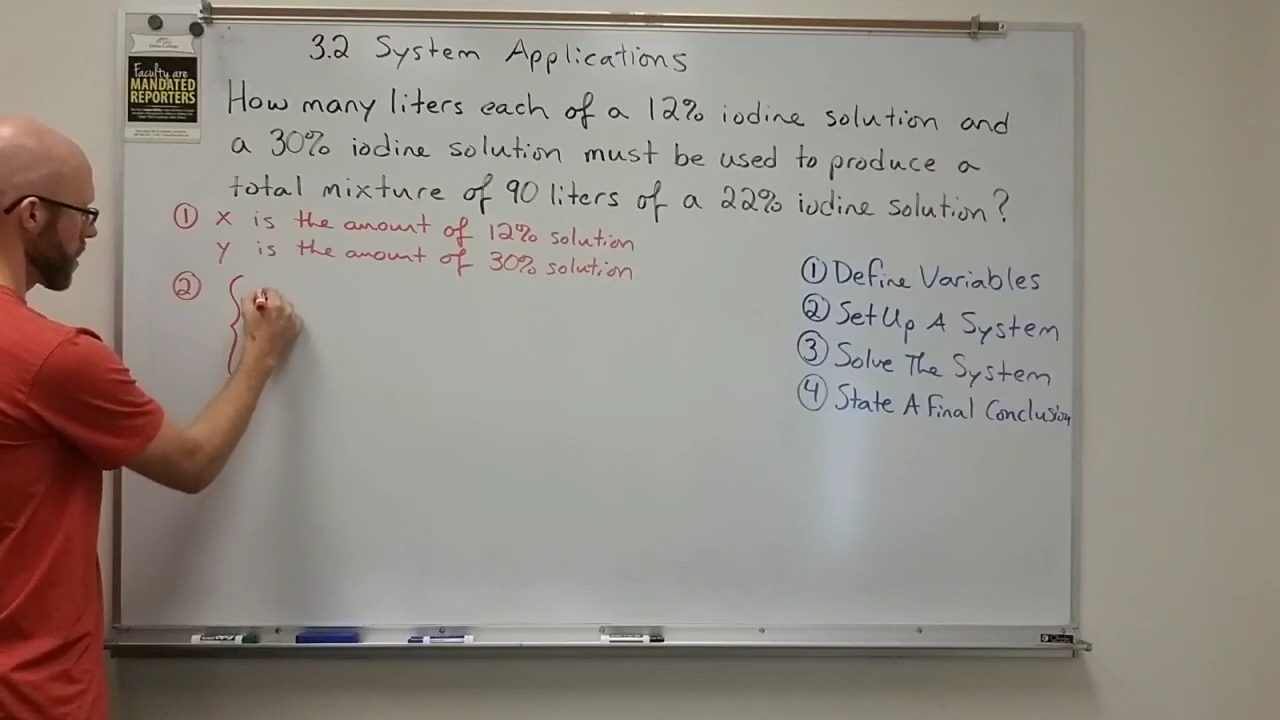 3.2 System Applications
Faculty are
MANDATED
REPORTERS
How many liters each of a 12% iodine solution and
a 30% iodine solution must be used to produce a
total mixture of 90 liters of a 22% iodine solution?
① x is the amount of 12% solution
y is the amount of 30% solution
② {
① Define Variables
② Set Up A System
③ Solve The System
④ State A Final Conclusion